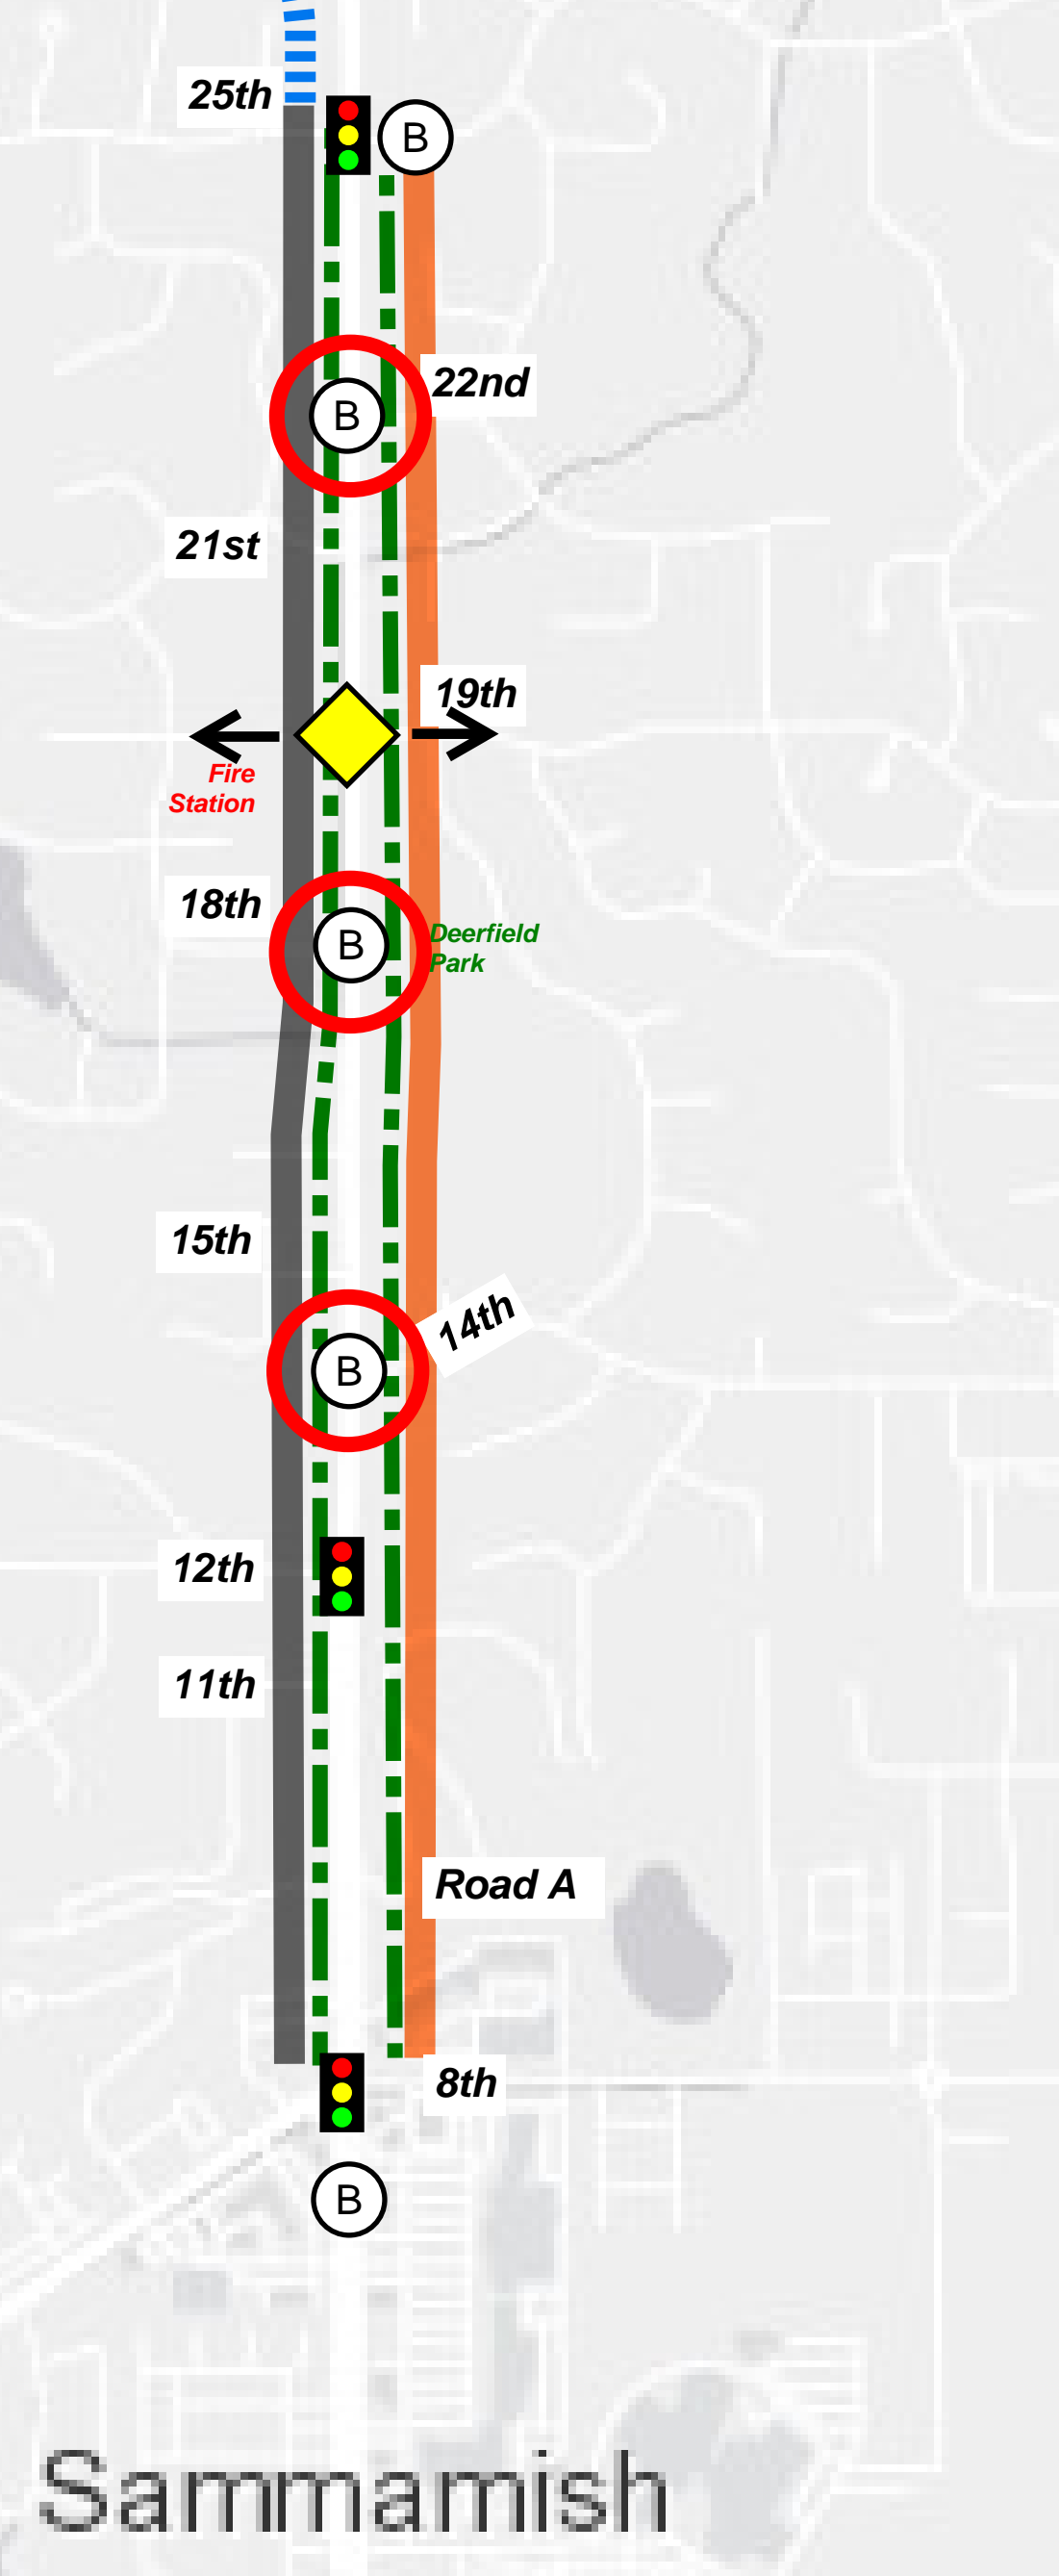 25th
B
22nd
B
21st
19th
Fire
Station
18th
B
Deerfield
Park
15th
14th
B
12th
11th
Road A
8th
B
Sammamish